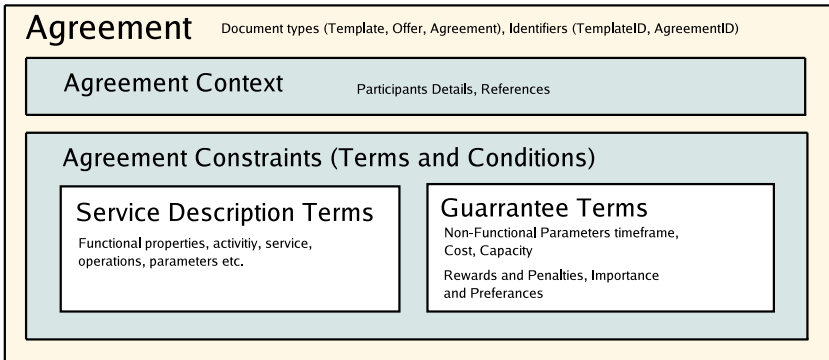 Agreement Document types (Template, Offer, Agreement), Identifiers (TemplateID, AgreementID)
Agreement Context Participants Details, References
Agreement Constraints (Terms and Conditions)
Service Description Terms
Functional properties, activitiy, service,
operations, parameters etc.
Guarrantee Terms
Non-Functional Parameters timeframe,
Cost, Capacity
Rewards and Penalties, Importance
and Preferances